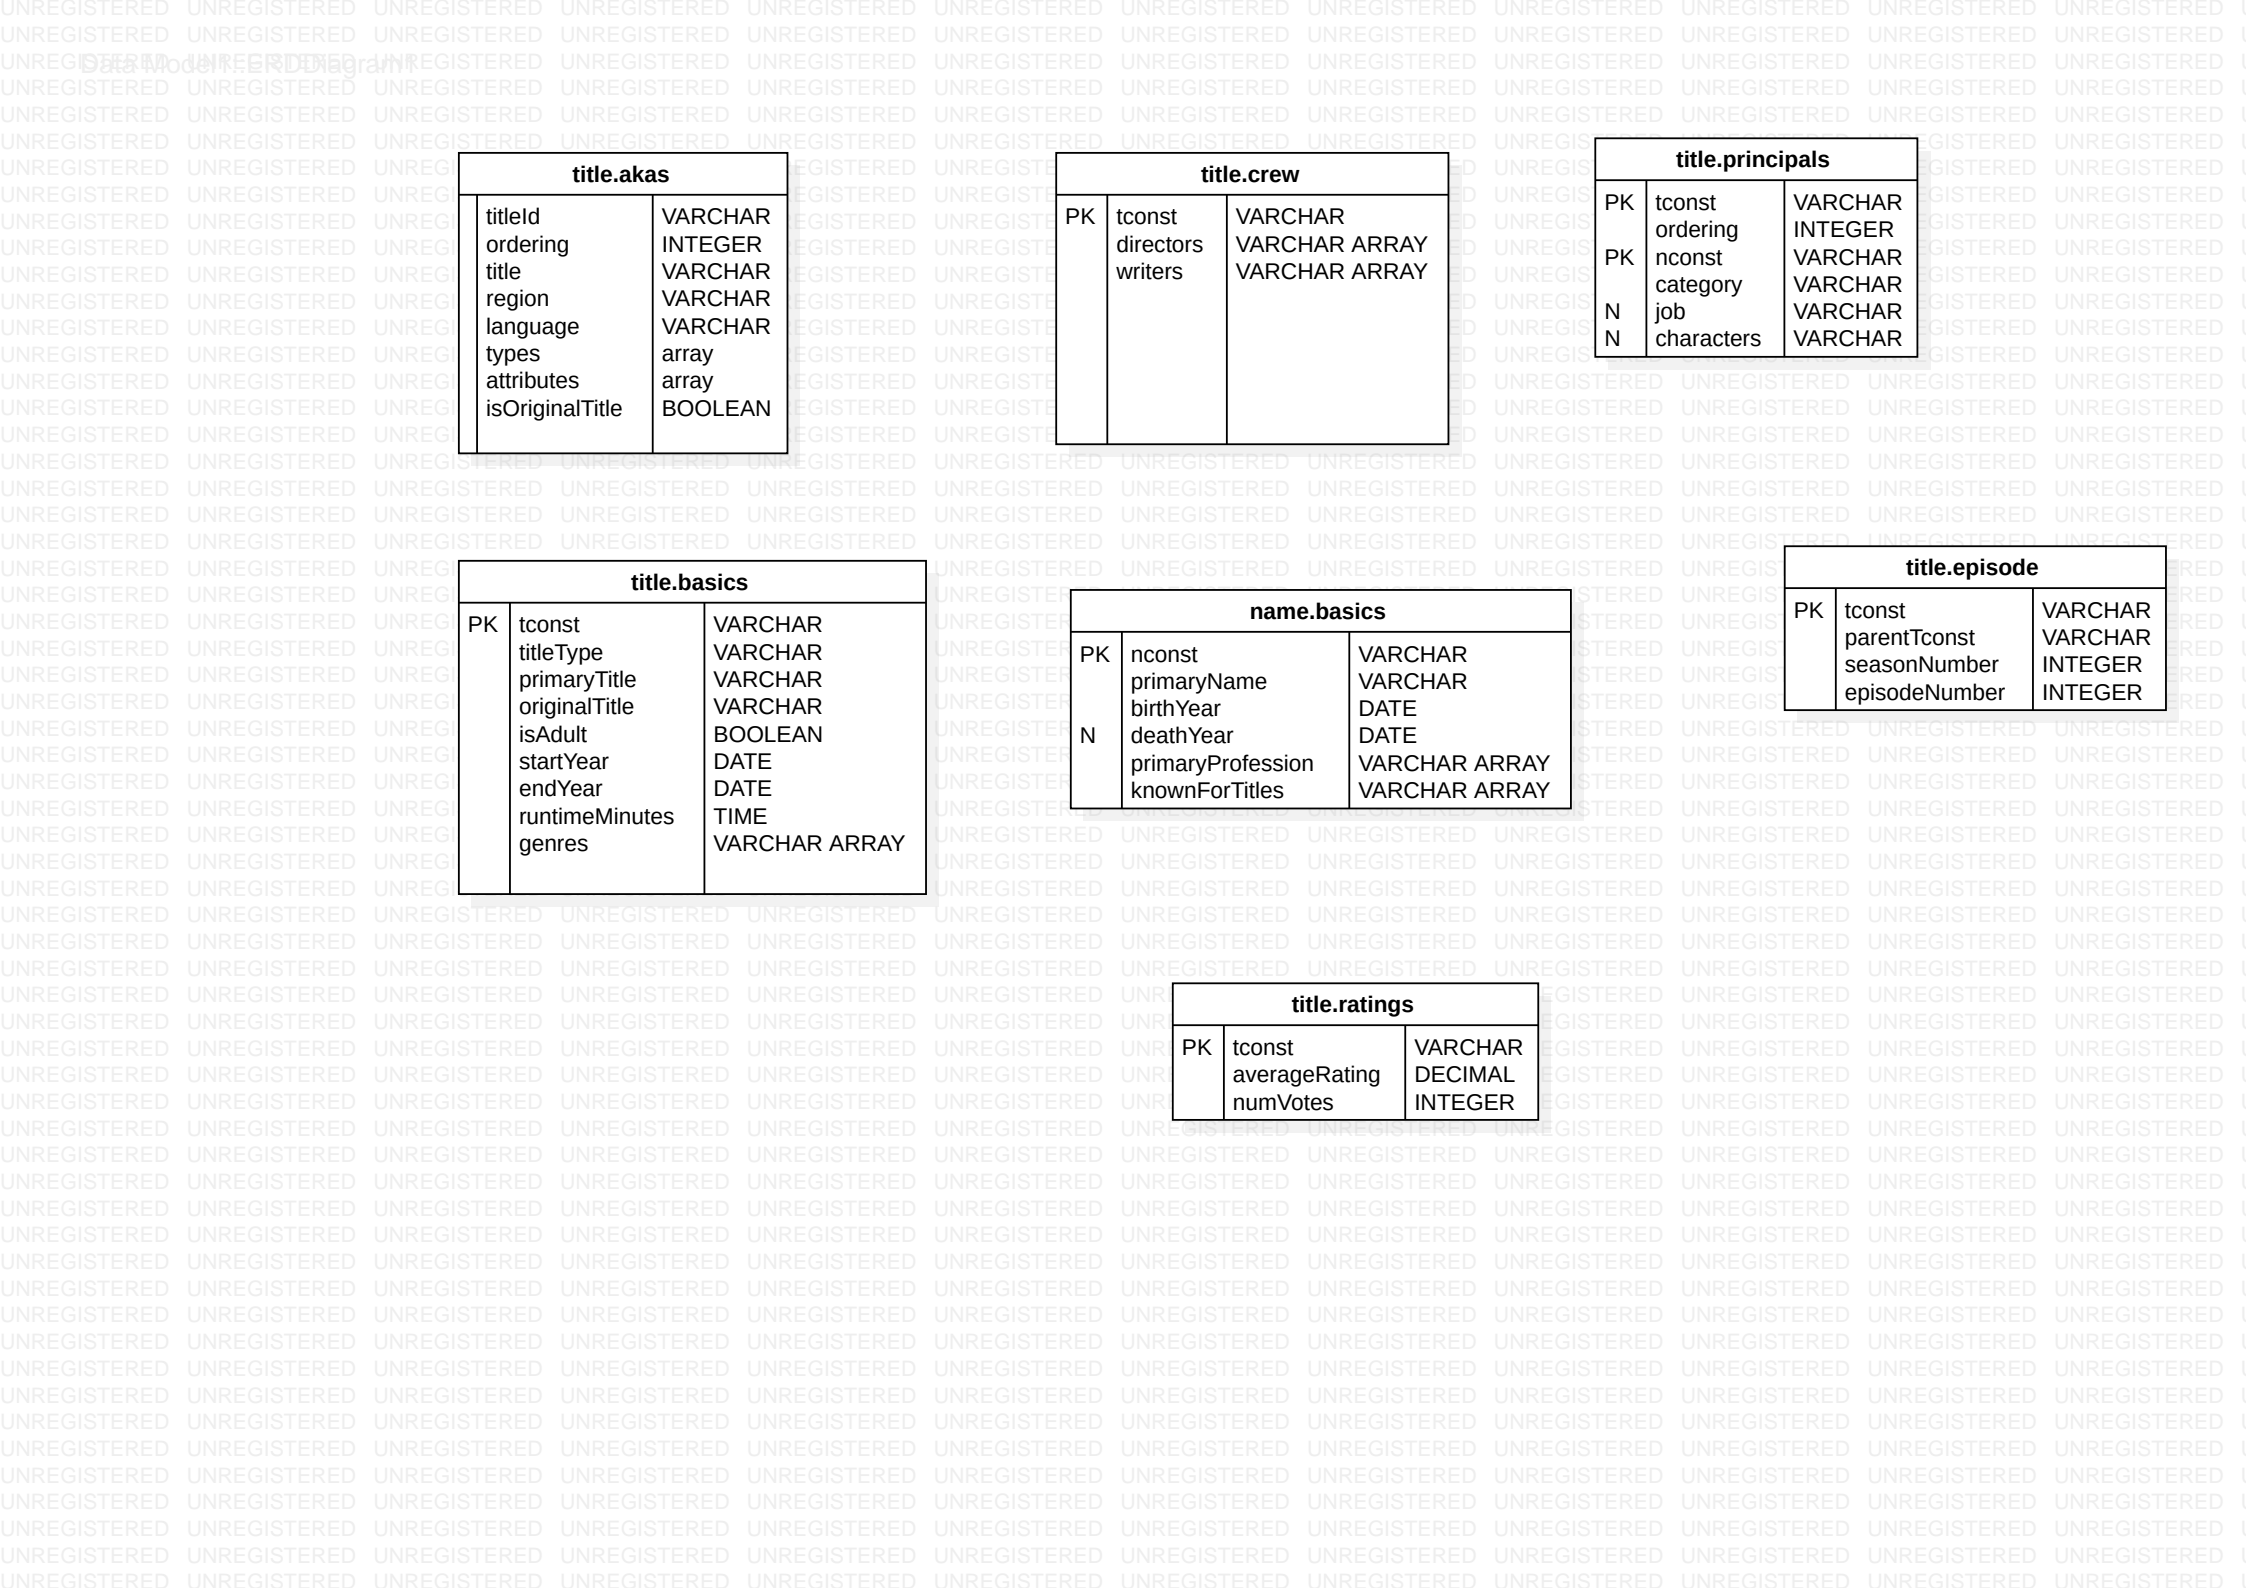 Data Model1::ERDDiagram1
title.akas
titleId VARCHAR
ordering INTEGER
title VARCHAR
region VARCHAR
language VARCHAR
types array
attributes array
isOriginalTitle BOOLEAN
title.crew
PK tconst VARCHAR
directors VARCHAR ARRAY
writers VARCHAR ARRAY
title.principals
PK tconst VARCHAR
ordering INTEGER
PK nconst VARCHAR
category VARCHAR
N job VARCHAR
N characters VARCHAR
title.basics
PK tconst VARCHAR
titleType VARCHAR
primaryTitle VARCHAR
originalTitle VARCHAR
isAdult BOOLEAN
startYear DATE
endYear DATE
runtimeMinutes TIME
genres VARCHAR ARRAY
name.basics
PK nconst VARCHAR
primaryName VARCHAR
birthYear DATE
N deathYear DATE
primaryProfession VARCHAR ARRAY
knownForTitles VARCHAR ARRAY
title.episode
PK tconst VARCHAR
parentTconst VARCHAR
seasonNumber INTEGER
episodeNumber INTEGER
title.ratings
PK tconst VARCHAR
averageRating DECIMAL
numVotes INTEGER
UNREGISTERED